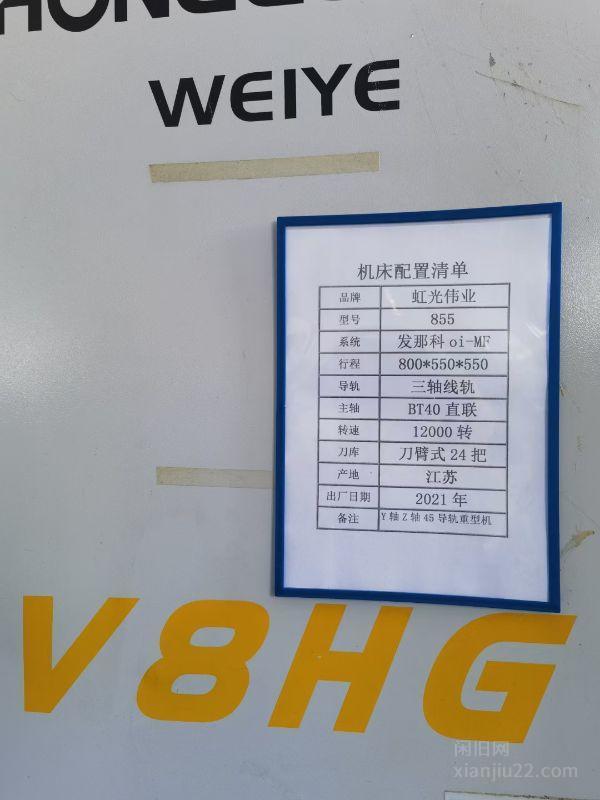 WEIYE
机床配置清单
品牌 虹光伟业
型号 855
系统 发那科 oi-MF
行程 800*550*550
导轨 三轴线轨
主轴 BT40 直联
转速 12000 转
刀库 刀臂式 24 把
产地 江苏
出厂日期 2021 年
备注 Y 轴 Z 轴 45 导轨重型机
V8HG
闲旧网
xianjiu22.com